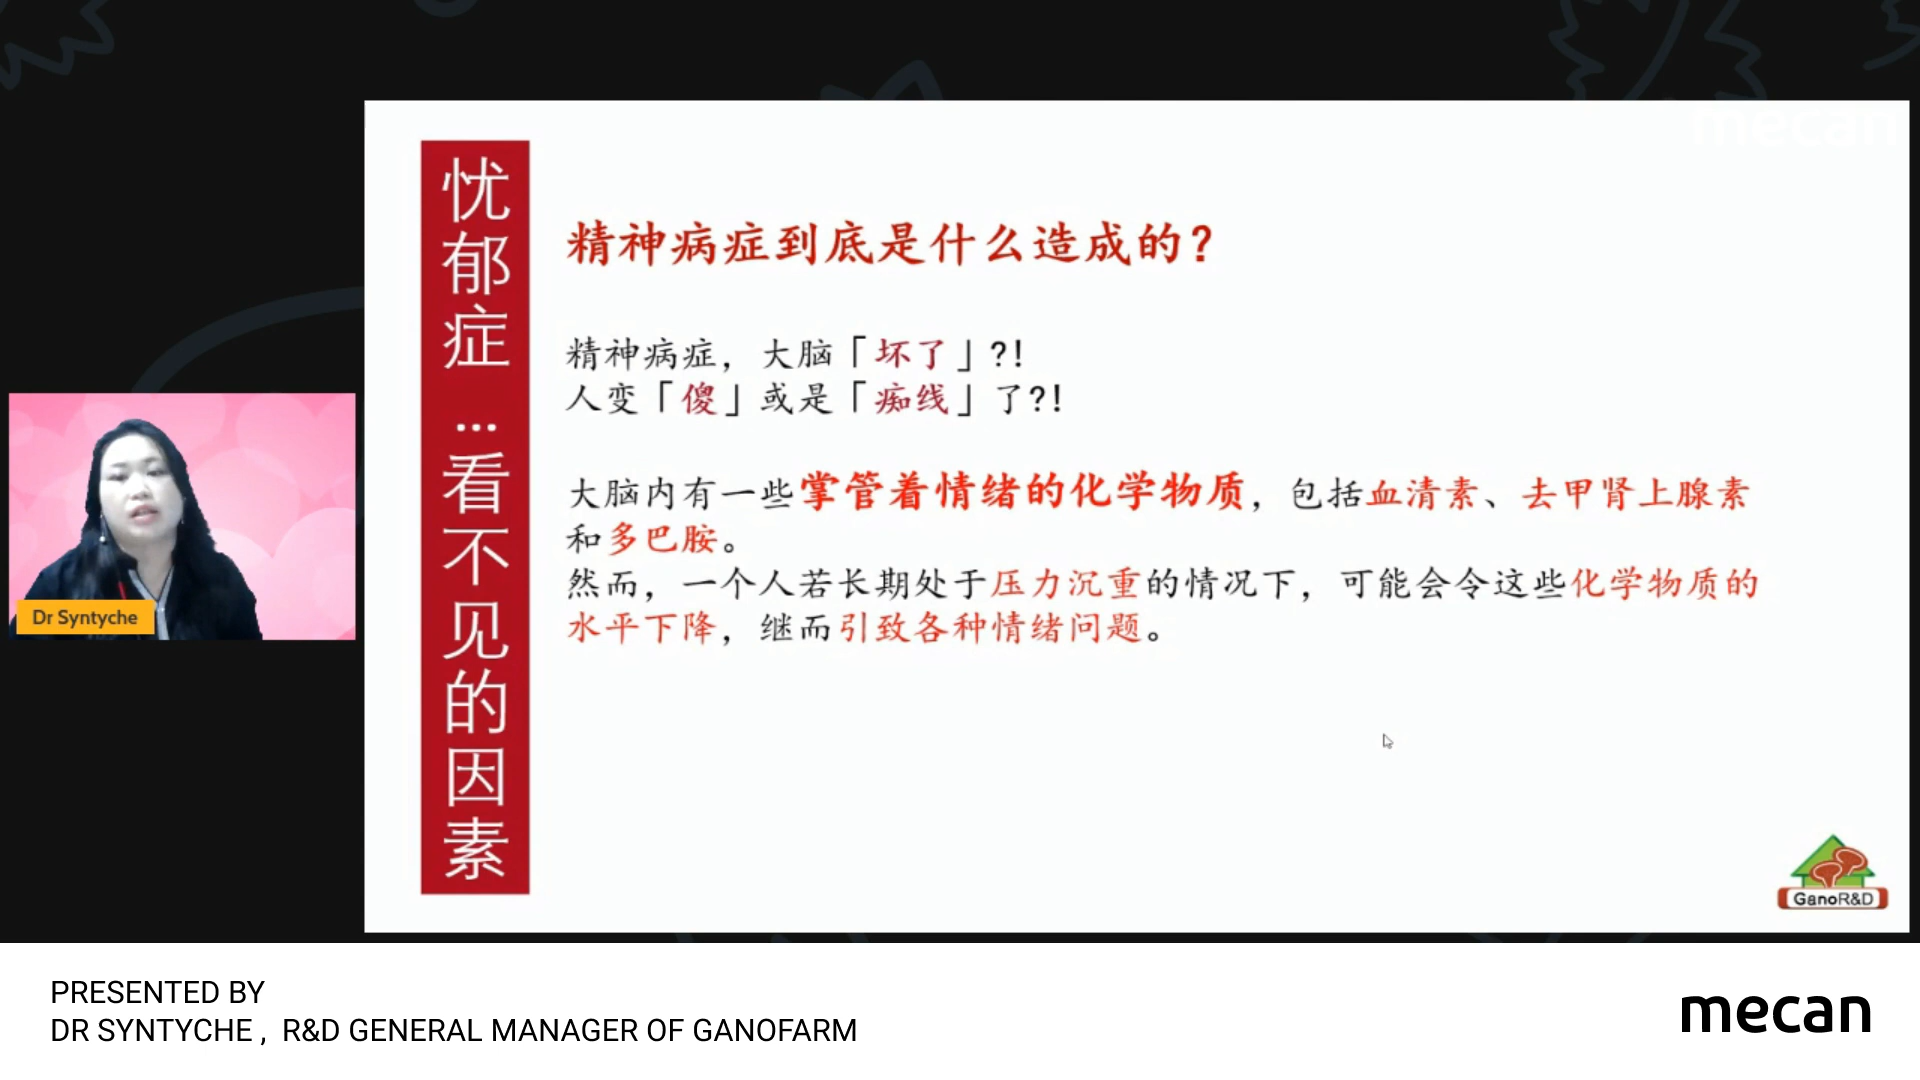 mecan
忧郁症…看不见的因素
精神病症到底是什么造成的？
精神病症，大脑「坏了」?!
人变「傻」或是「痴线」了?!
大脑内有一些掌管着情绪的化学物质，包括血清素、去甲肾上腺素
和多巴胺。
然而，一个人若长期处于压力沉重的情况下，可能会令这些化学物质的
水平下降，继而引致各种情绪问题。
Dr Syntyche
GanoR&D
PRESENTED BY
DR SYNTYCHE , R&D GENERAL MANAGER OF GANOFARM
mecan